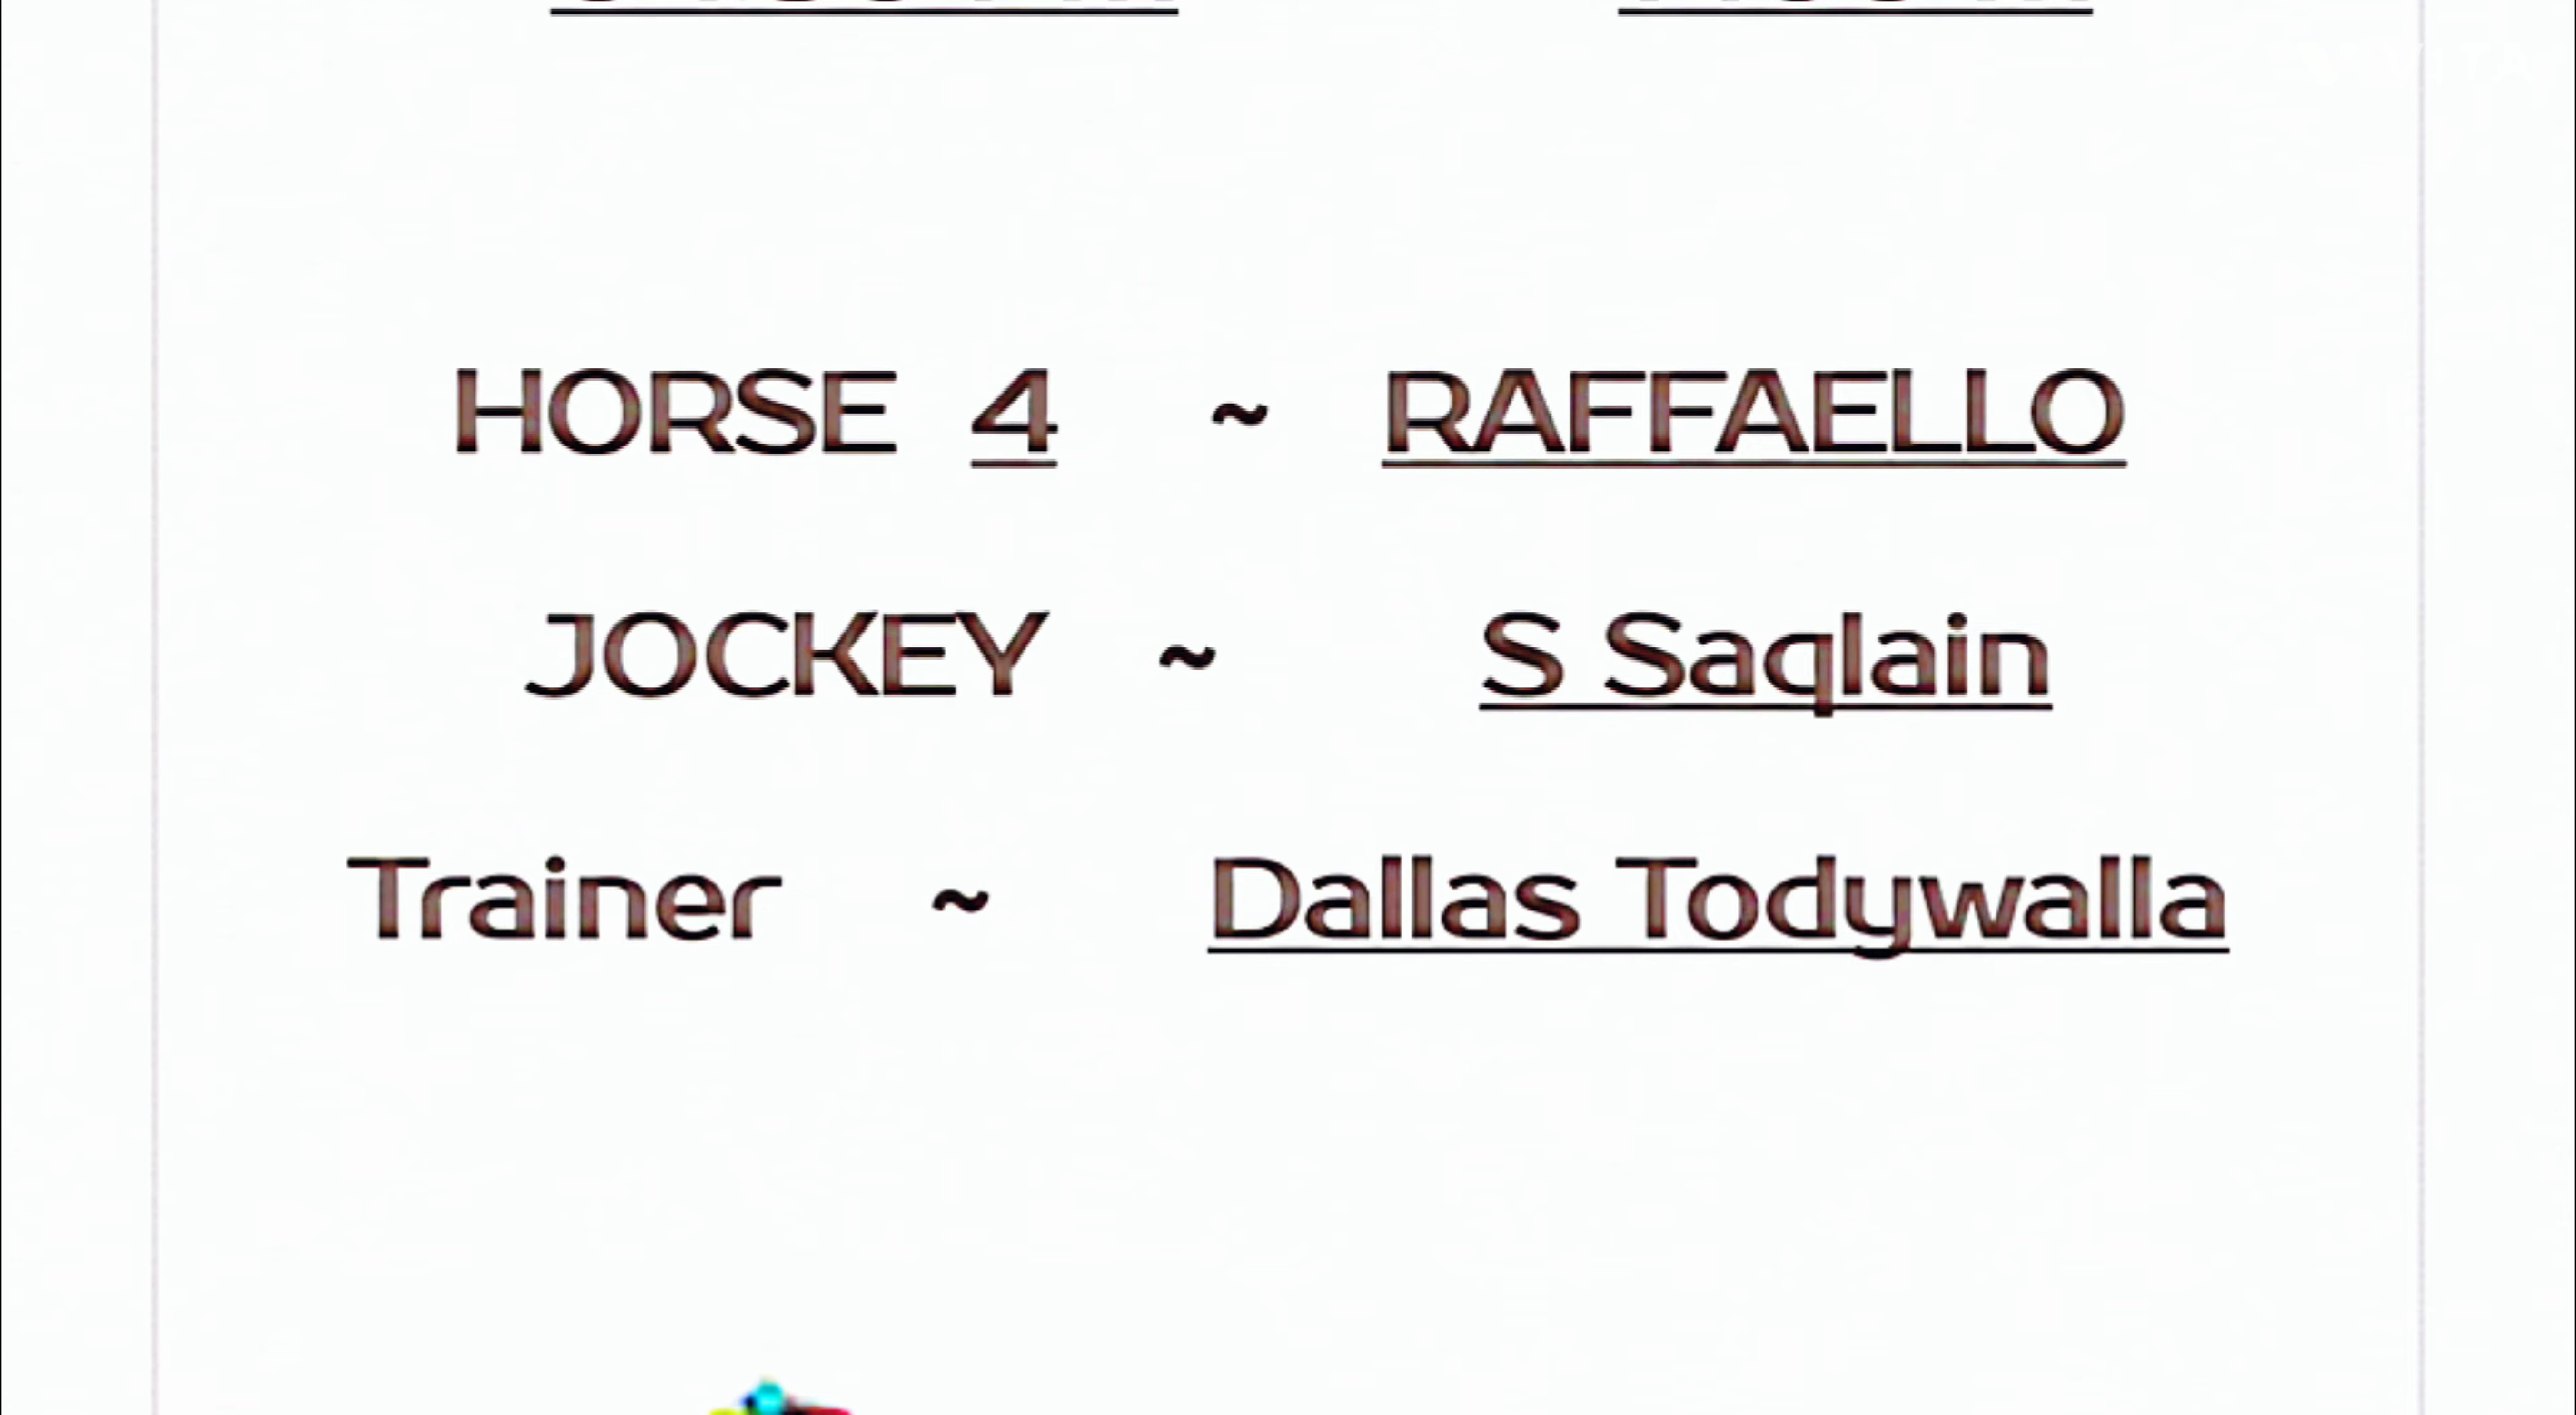 HORSE 4 ~ RAFFAELLO
JOCKEY ~ S Saqlain
Trainer ~ Dallas Todywalla